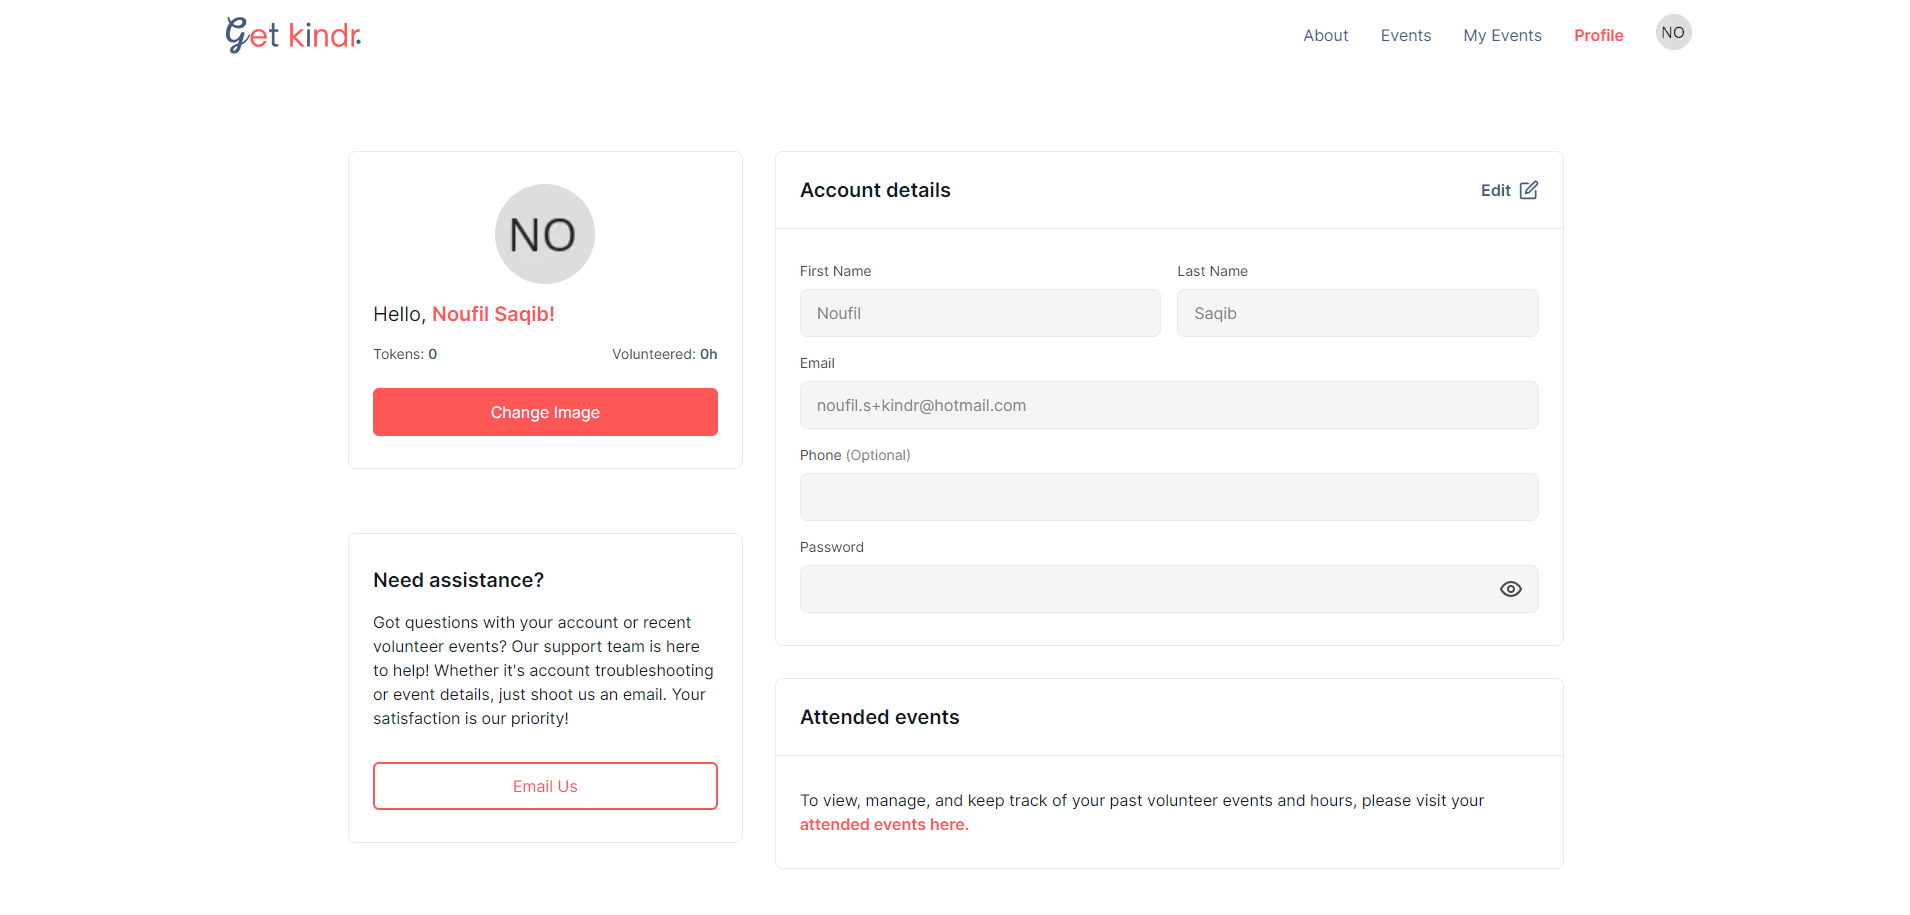 Get kindr.
About Events My Events Profile NO
NO
Hello, Noufil Saqib!
Tokens: 0 Volunteered: 0h
Change Image
Need assistance?
Got questions with your account or recent
volunteer events? Our support team is here
to help! Whether it's account troubleshooting
or event details, just shoot us an email. Your
satisfaction is our priority!
Email Us
Account details Edit
First Name Last Name
Noufil Saqib
Email
noufil.s+kindr@hotmail.com
Phone (Optional)
Password
Attended events
To view, manage, and keep track of your past volunteer events and hours, please visit your
attended events here.